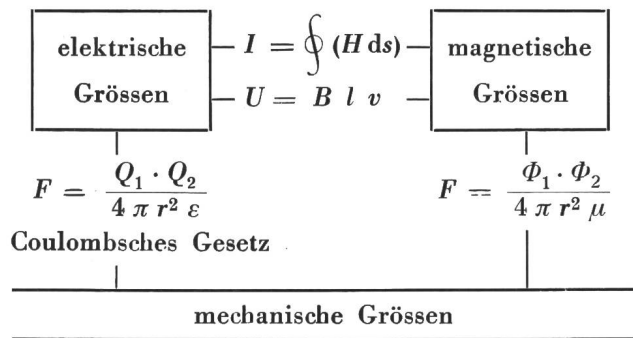 elektrische Grössen
I = ∮ (H ds)
U = B l v
magnetische Grössen
F = Q₁ · Q₂ / 4 π r² ε
Coulombsches Gesetz
F = Φ₁ · Φ₂ / 4 π r² μ
mechanische Grössen